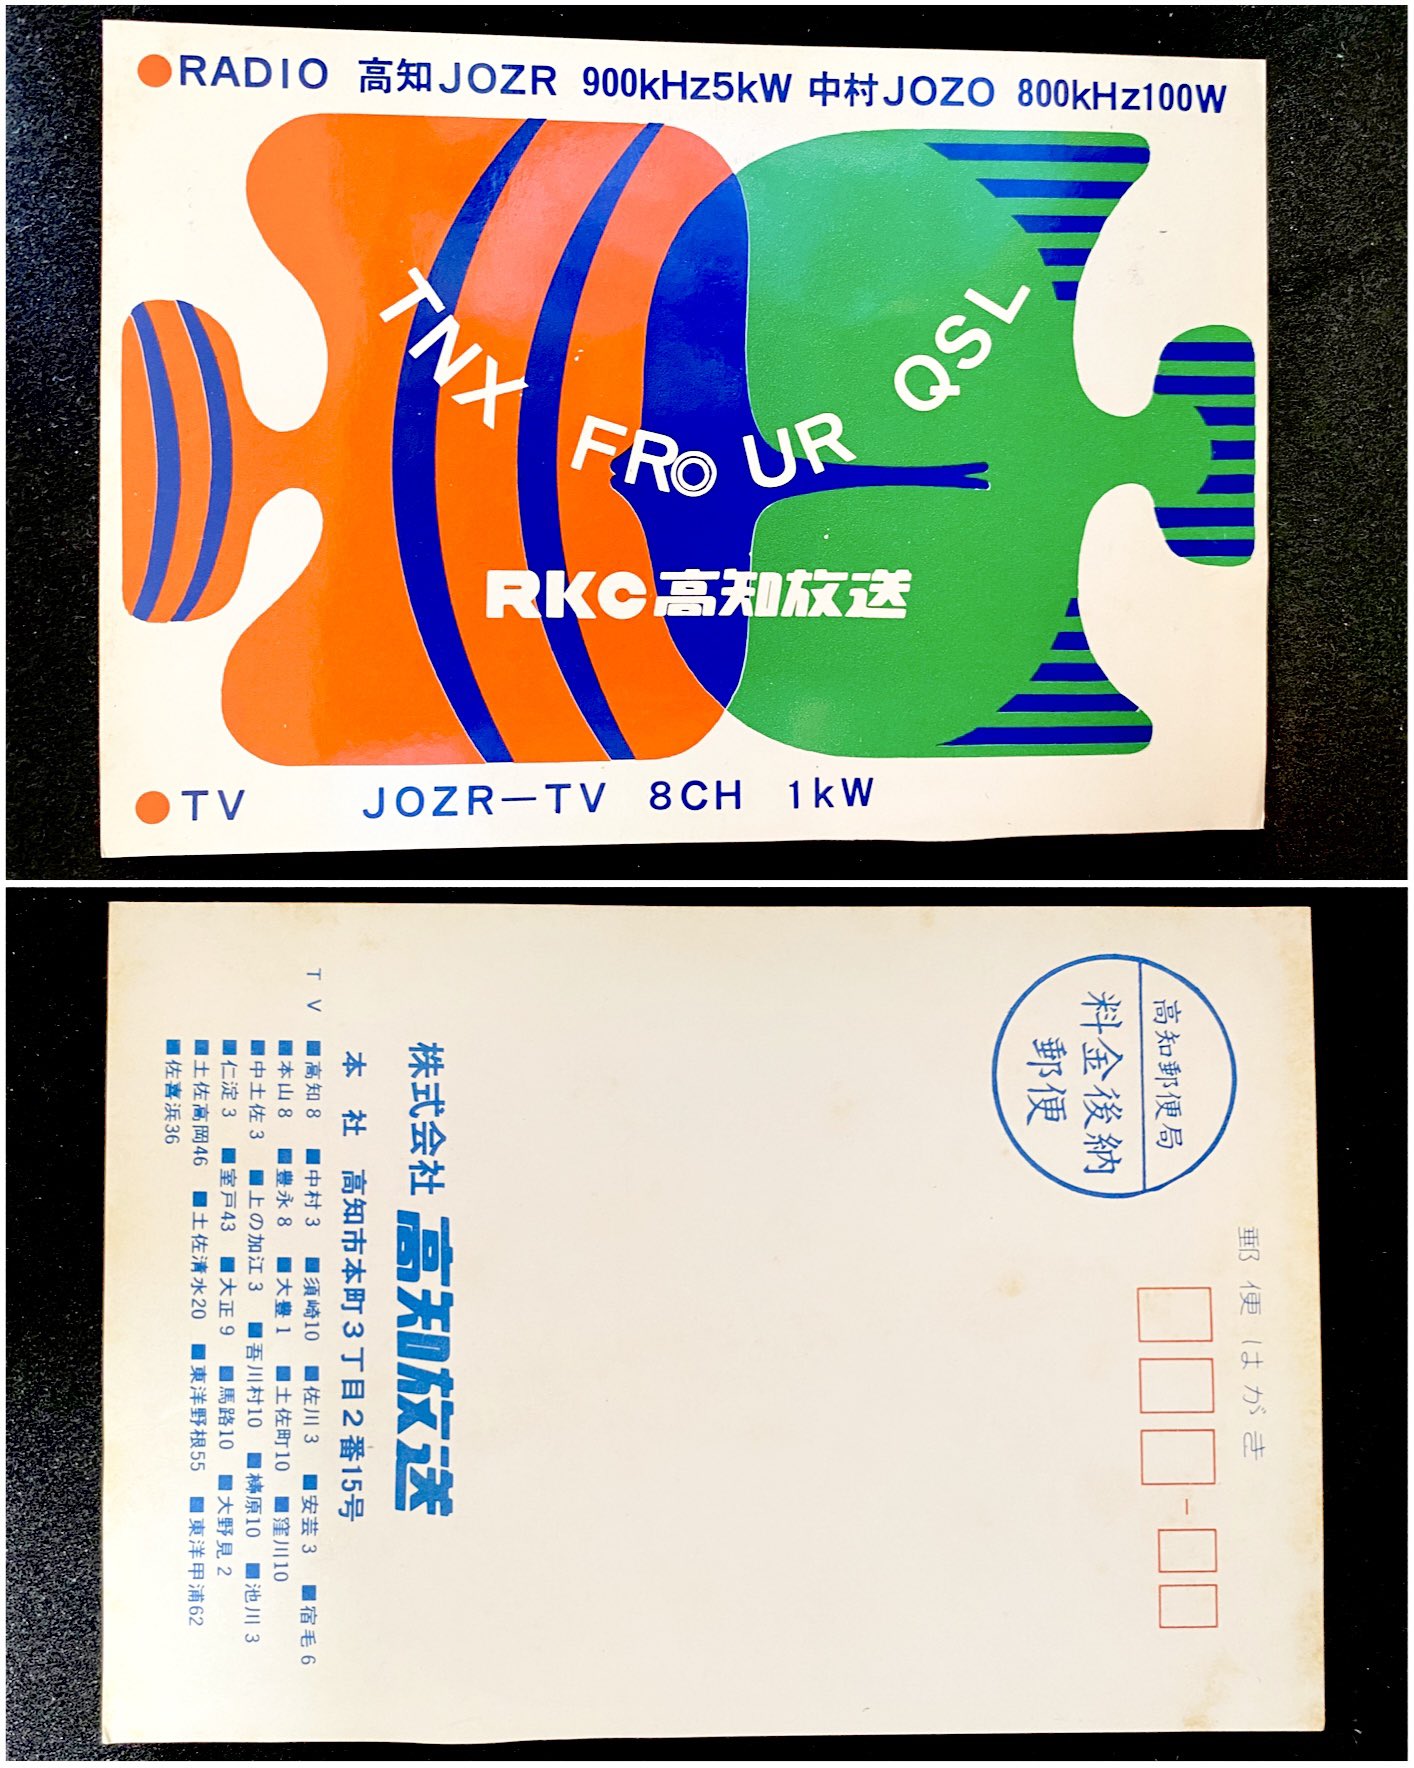 ●RADIO 高知JOZR 900kHz5kW 中村JOZO 800kHz100W
TNX FRO UR QSL
RKC高知放送
●TV JOZR—TV 8CH 1kW
高知郵便局
料金後納
郵便
郵便はがき
株式会社 高知放送
本社 高知市本町3丁目2番15号
TV ■高知8 ■中村3 ■須崎10 ■佐川3 ■安芸3 ■宿毛6
■本山8 ■豊永8 ■大豊1 ■土佐町10 ■窪川10
■中土佐3 ■上の加江3 ■吾川村10 ■梼原10 ■池川3
■仁淀3 ■室戸43 ■大正9 ■馬路10 ■大野見2
■土佐高岡46 ■土佐清水20 ■東洋野根55 ■東洋甲浦62
■佐喜浜36